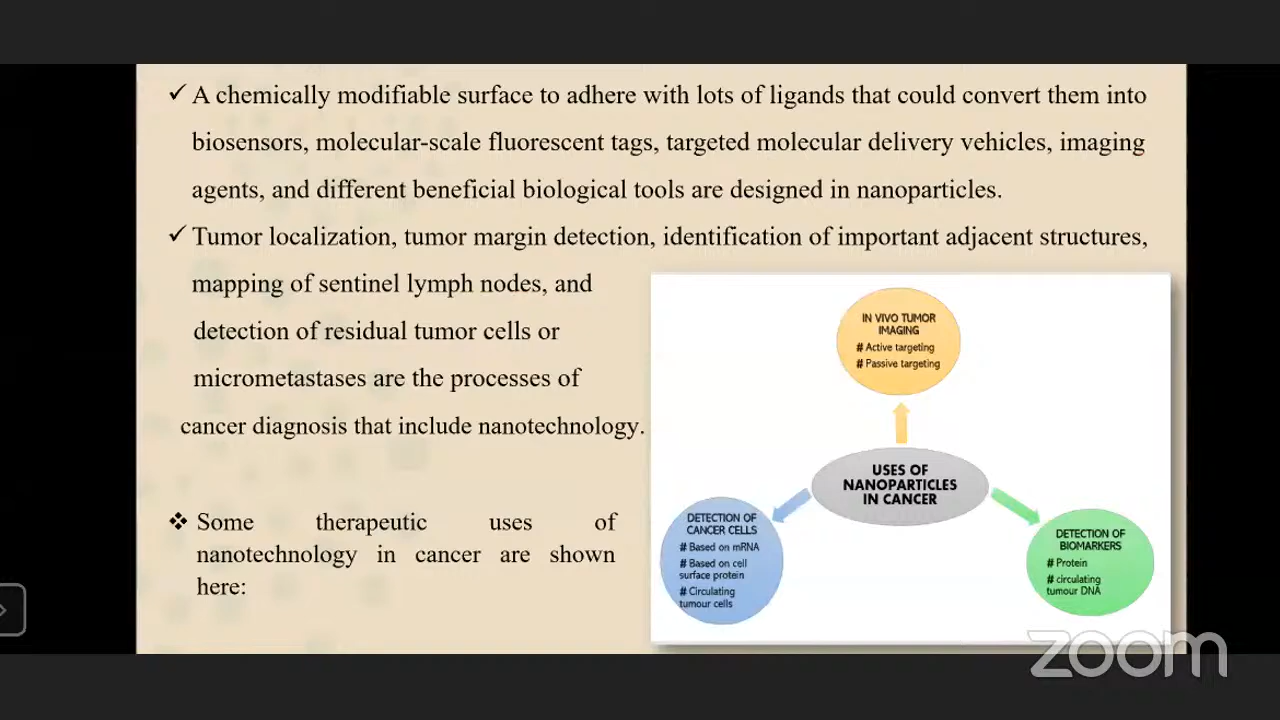 ✓ A chemically modifiable surface to adhere with lots of ligands that could convert them into
biosensors, molecular-scale fluorescent tags, targeted molecular delivery vehicles, imaging
agents, and different beneficial biological tools are designed in nanoparticles.
✓ Tumor localization, tumor margin detection, identification of important adjacent structures,
mapping of sentinel lymph nodes, and
detection of residual tumor cells or
micrometastases are the processes of
cancer diagnosis that include nanotechnology.
❖ Some therapeutic uses of
nanotechnology in cancer are shown
here:
IN VIVO TUMOR
IMAGING
# Active targeting
# Passive targeting
USES OF
NANOPARTICLES
IN CANCER
DETECTION OF
CANCER CELLS
# Based on mRNA
# Based on cell
surface protein
# Circulating
tumour cells
DETECTION OF
BIOMARKERS
# Protein
# circulating
tumour DNA
zoom